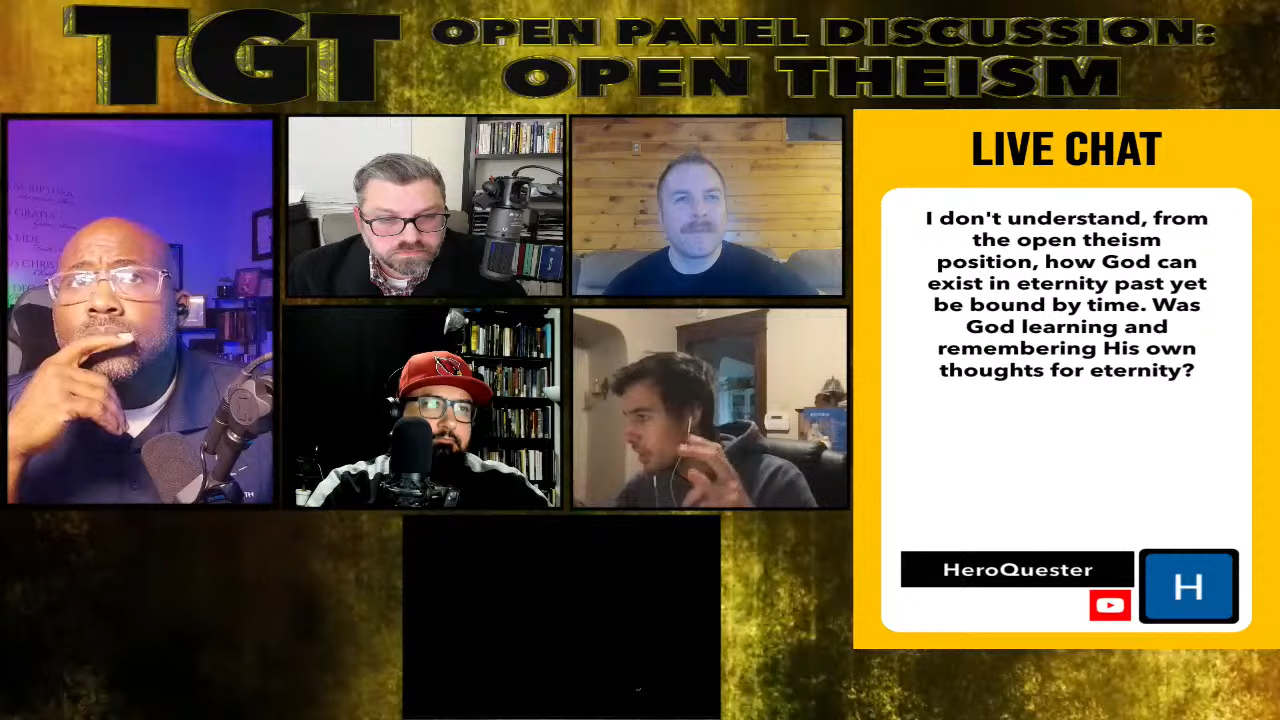 TGT
OPEN PANEL DISCUSSION:
OPEN THEISM
LIVE CHAT
I don't understand, from
the open theism
position, how God can
exist in eternity past yet
be bound by time. Was
God learning and
remembering His own
thoughts for eternity?
HeroQuester
H
GRATIA